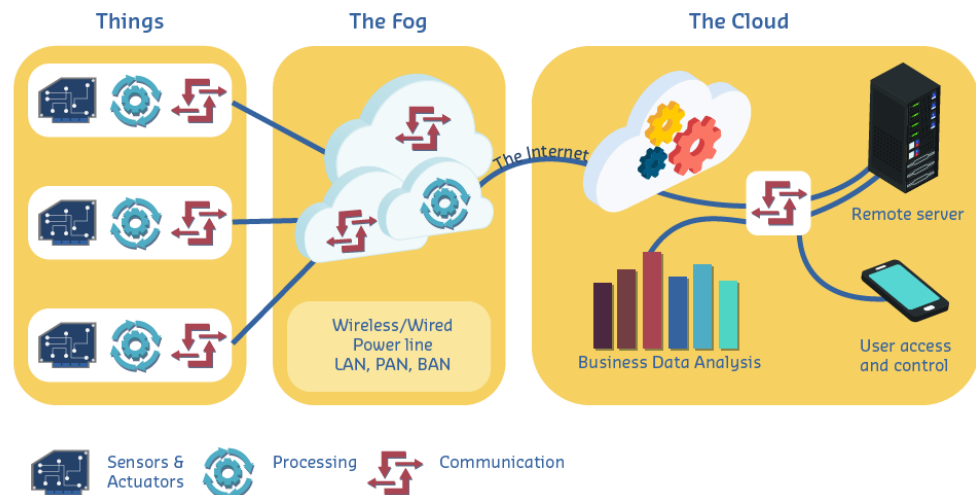 Things
The Fog
The Cloud
The Internet
Wireless/Wired
Power line
LAN, PAN, BAN
Remote server
Business Data Analysis
User access
and control
Sensors &
Actuators
Processing
Communication